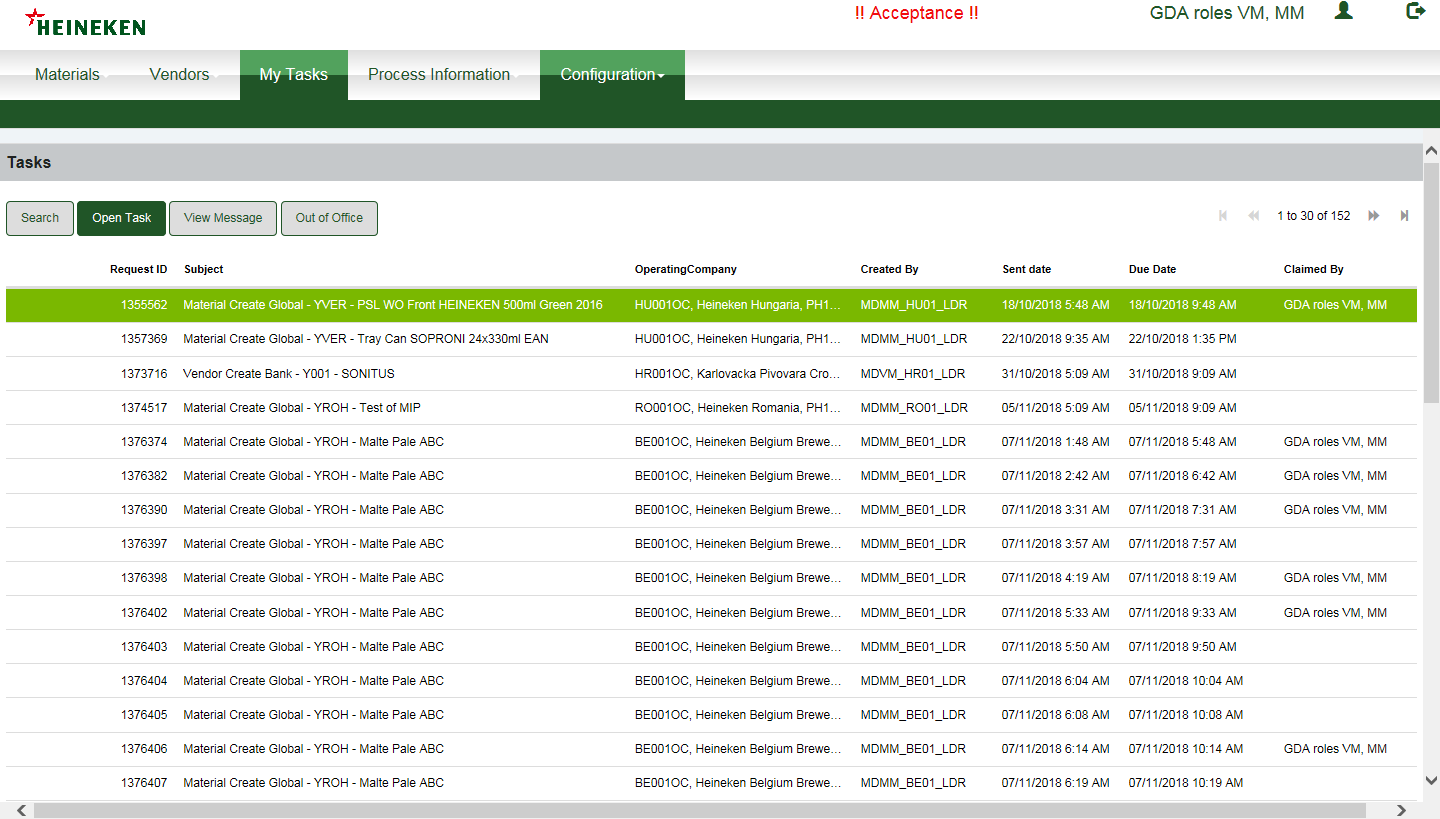 HEINEKEN !! Acceptance !! GDA roles VM, MM
Materials Vendors My Tasks Process Information Configuration
Tasks
Search Open Task View Message Out of Office 1 to 30 of 152
Request ID Subject OperatingCompany Created By Sent date Due Date Claimed By
1355562 Material Create Global - YVER - PSL WO Front HEINEKEN 500ml Green 2016 HU001OC, Heineken Hungaria, PH1... MDMM_HU01_LDR 18/10/2018 5:48 AM 18/10/2018 9:48 AM GDA roles VM, MM
1357369 Material Create Global - YVER - Tray Can SOPRONI 24x330ml EAN HU001OC, Heineken Hungaria, PH1... MDMM_HU01_LDR 22/10/2018 9:35 AM 22/10/2018 1:35 PM
1373716 Vendor Create Bank - Y001 - SONITUS HR001OC, Karlovacka Pivovara Cro... MDVM_HR01_LDR 31/10/2018 5:09 AM 31/10/2018 9:09 AM
1374517 Material Create Global - YROH - Test of MIP RO001OC, Heineken Romania, PH1... MDMM_RO01_LDR 05/11/2018 5:09 AM 05/11/2018 9:09 AM
1376374 Material Create Global - YROH - Malte Pale ABC BE001OC, Heineken Belgium Brewe... MDMM_BE01_LDR 07/11/2018 1:48 AM 07/11/2018 5:48 AM GDA roles VM, MM
1376382 Material Create Global - YROH - Malte Pale ABC BE001OC, Heineken Belgium Brewe... MDMM_BE01_LDR 07/11/2018 2:42 AM 07/11/2018 6:42 AM GDA roles VM, MM
1376390 Material Create Global - YROH - Malte Pale ABC BE001OC, Heineken Belgium Brewe... MDMM_BE01_LDR 07/11/2018 3:31 AM 07/11/2018 7:31 AM GDA roles VM, MM
1376397 Material Create Global - YROH - Malte Pale ABC BE001OC, Heineken Belgium Brewe... MDMM_BE01_LDR 07/11/2018 3:57 AM 07/11/2018 7:57 AM
1376398 Material Create Global - YROH - Malte Pale ABC BE001OC, Heineken Belgium Brewe... MDMM_BE01_LDR 07/11/2018 4:19 AM 07/11/2018 8:19 AM GDA roles VM, MM
1376402 Material Create Global - YROH - Malte Pale ABC BE001OC, Heineken Belgium Brewe... MDMM_BE01_LDR 07/11/2018 5:33 AM 07/11/2018 9:33 AM GDA roles VM, MM
1376403 Material Create Global - YROH - Malte Pale ABC BE001OC, Heineken Belgium Brewe... MDMM_BE01_LDR 07/11/2018 5:50 AM 07/11/2018 9:50 AM
1376404 Material Create Global - YROH - Malte Pale ABC BE001OC, Heineken Belgium Brewe... MDMM_BE01_LDR 07/11/2018 6:04 AM 07/11/2018 10:04 AM
1376405 Material Create Global - YROH - Malte Pale ABC BE001OC, Heineken Belgium Brewe... MDMM_BE01_LDR 07/11/2018 6:08 AM 07/11/2018 10:08 AM
1376406 Material Create Global - YROH - Malte Pale ABC BE001OC, Heineken Belgium Brewe... MDMM_BE01_LDR 07/11/2018 6:14 AM 07/11/2018 10:14 AM GDA roles VM, MM
1376407 Material Create Global - YROH - Malte Pale ABC BE001OC, Heineken Belgium Brewe... MDMM_BE01_LDR 07/11/2018 6:19 AM 07/11/2018 10:19 AM